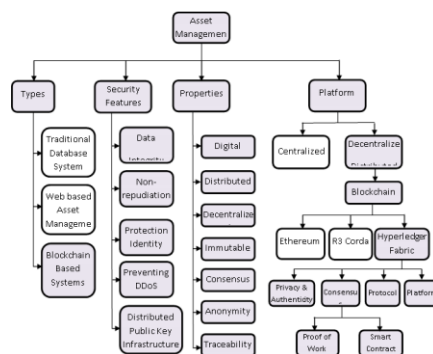 Asset
Managemen
Types
Security
Features
Properties
Platform
Traditional
Database
System
Web based
Asset
Manageme
Blockchain
Based Systems
Data
Non-
repudiation
Protection
Identity
Preventing
DDoS
Distributed
Public Key
Infrastructure
Digital
Distributed
Decentralize
Immutable
Consensus
Anonymity
Traceability
Centralized
Decentralize
Blockchain
Ethereum
R3 Corda
Hyperledger
Fabric
Privacy &
Authenticity
Consensu
Protocol
Platform
Proof of
Work
Smart
Contract